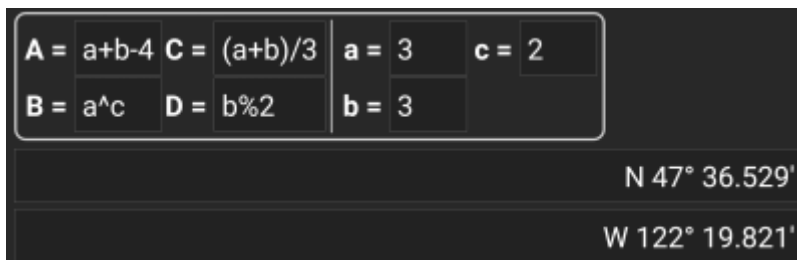 A = a+b-4 C = (a+b)/3 a = 3 c = 2
B = a^c D = b%2 b = 3
N 47° 36.529'
W 122° 19.821'